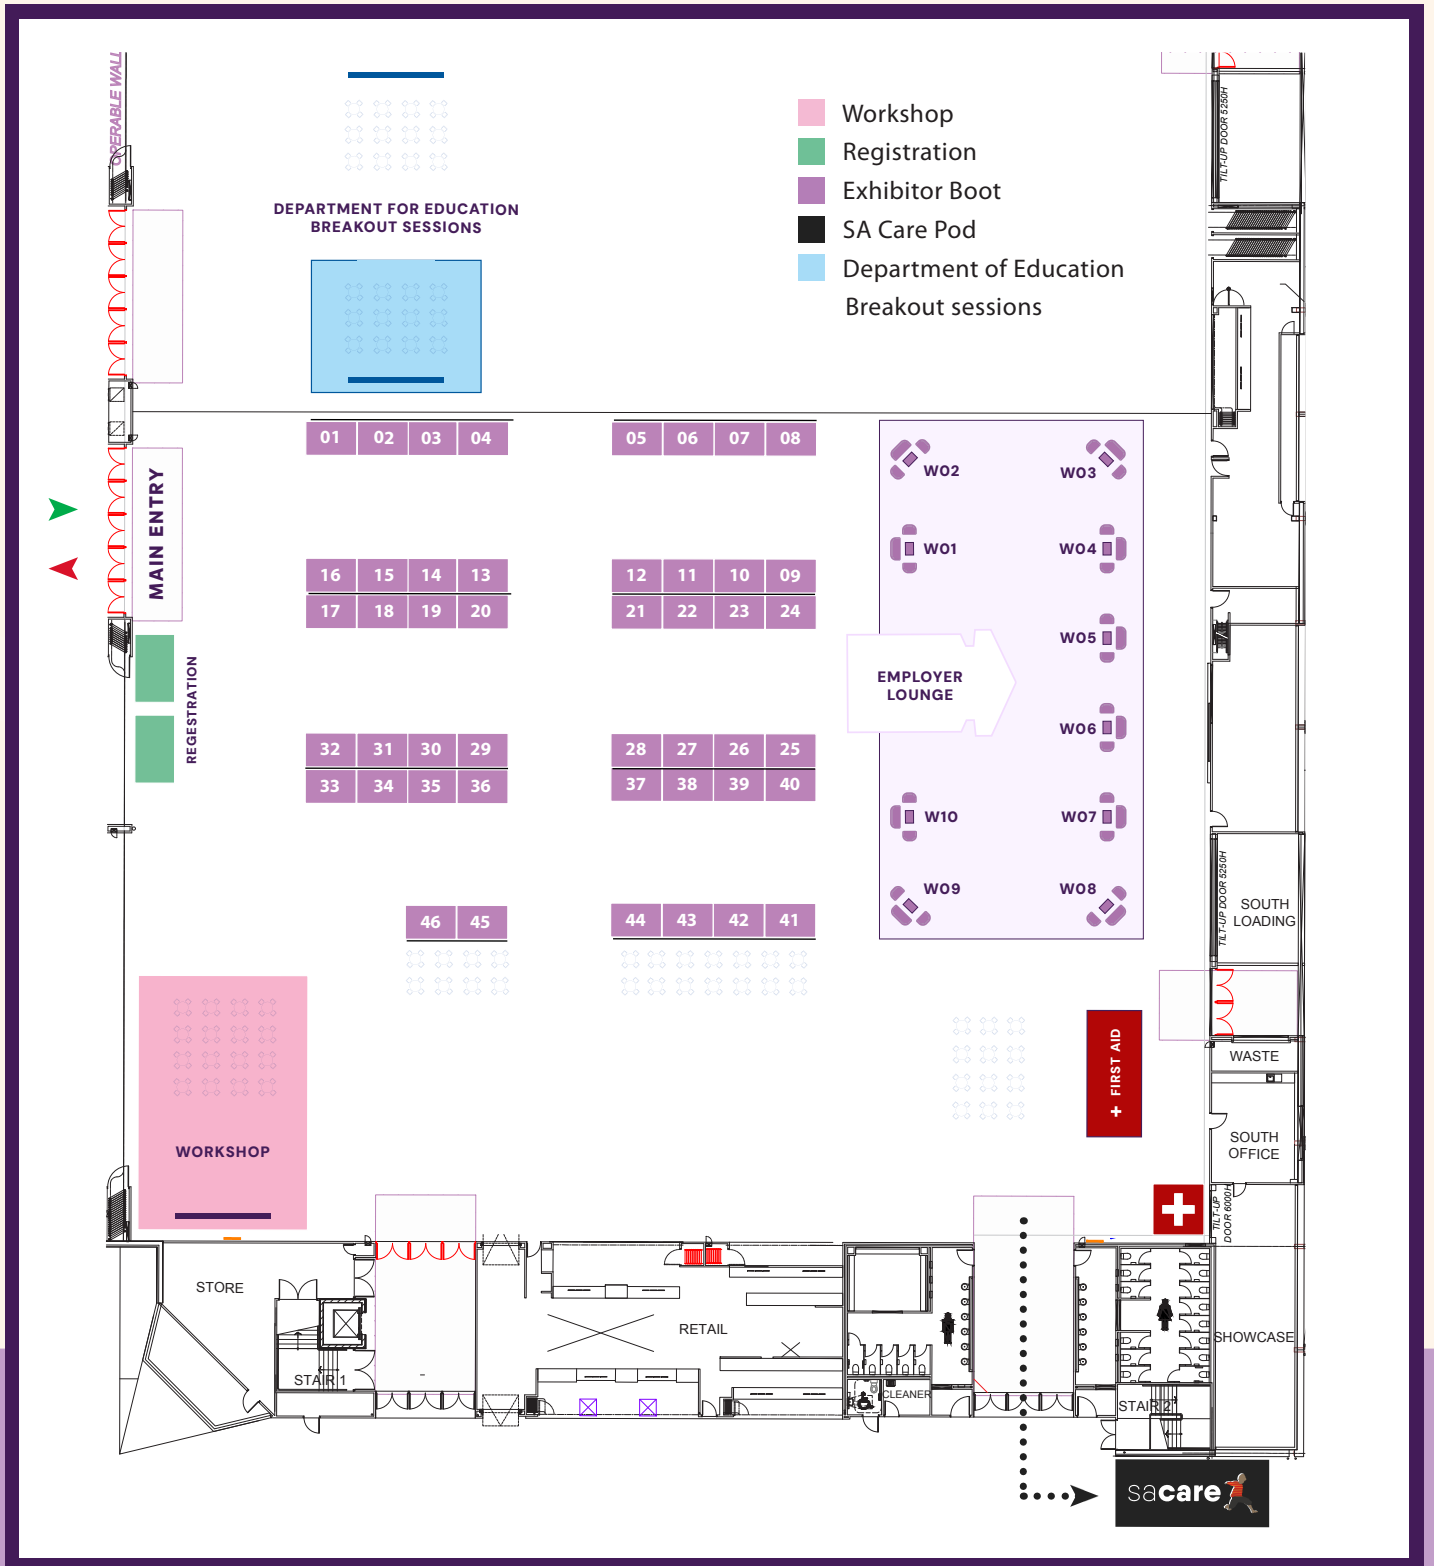 OPERABLE WALL
TILT-UP DOOR 5250H
Workshop
Registration
Exhibitor Boot
SA Care Pod
Department of Education
Breakout sessions
DEPARTMENT FOR EDUCATION
BREAKOUT SESSIONS
01 02 03 04
05 06 07 08
W02
W03
MAIN ENTRY
W01
W04
16 15 14 13
12 11 10 09
17 18 19 20
21 22 23 24
W05
REGESTRATION
EMPLOYER
LOUNGE
W06
32 31 30 29
28 27 26 25
33 34 35 36
37 38 39 40
W10
W07
W09
W08
TILT-UP DOOR 5250H
SOUTH
LOADING
46 45
44 43 42 41
+ FIRST AID
WASTE
WORKSHOP
SOUTH
OFFICE
TILT-UP
DOOR 6000H
STORE
RETAIL
SHOWCASE
STAIR 1
CLEANER
STAIR 2
sacare